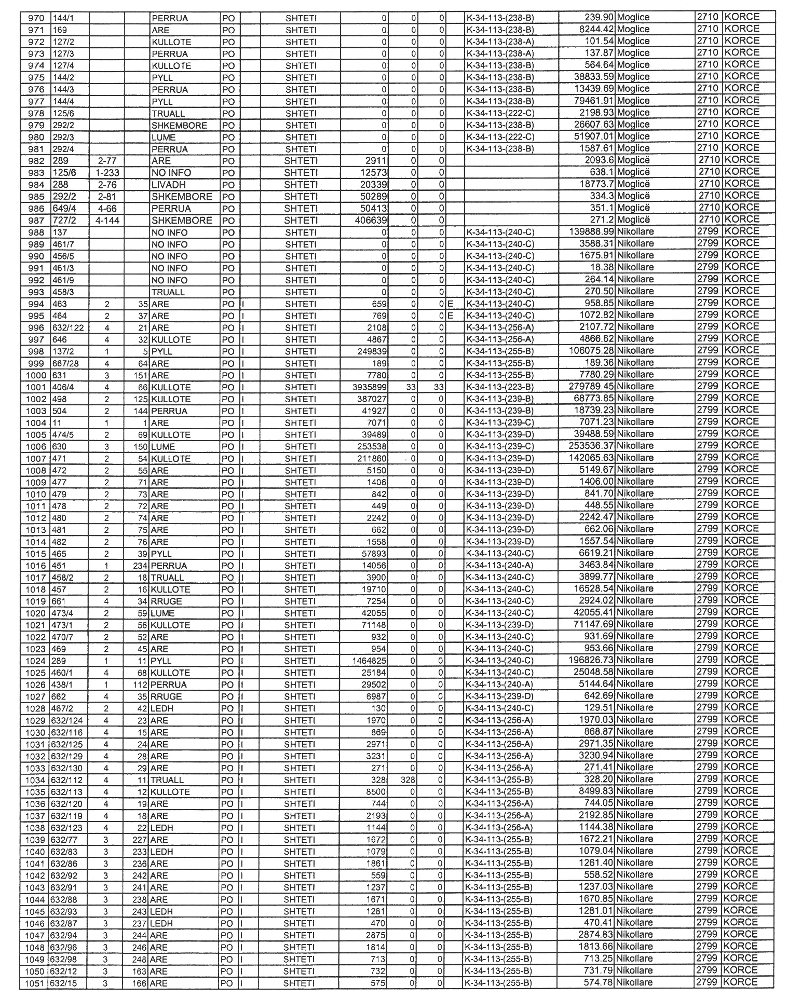 970 144/1 PERRUA PO SHTETI 0 0 0 K-34-113-(238-B) 239.90 Moglice 2710 KORCE
971 169 ARE PO SHTETI 0 0 0 K-34-113-(238-B) 8244.42 Moglice 2710 KORCE
972 127/2 KULLOTE PO SHTETI 0 0 0 K-34-113-(238-A) 101.54 Moglice 2710 KORCE
973 127/3 PERRUA PO SHTETI 0 0 0 K-34-113-(238-A) 137.87 Moglice 2710 KORCE
974 127/4 KULLOTE PO SHTETI 0 0 0 K-34-113-(238-B) 564.64 Moglice 2710 KORCE
975 144/2 PYLL PO SHTETI 0 0 0 K-34-113-(238-B) 38833.59 Moglice 2710 KORCE
976 144/3 PERRUA PO SHTETI 0 0 0 K-34-113-(238-B) 13439.69 Moglice 2710 KORCE
977 144/4 PYLL PO SHTETI 0 0 0 K-34-113-(238-B) 79461.91 Moglice 2710 KORCE
978 125/6 TRUALL PO SHTETI 0 0 0 K-34-113-(222-C) 2198.93 Moglice 2710 KORCE
979 292/2 SHKEMBORE PO SHTETI 0 0 0 K-34-113-(238-B) 26607.63 Moglice 2710 KORCE
980 292/3 LUME PO SHTETI 0 0 0 K-34-113-(222-C) 51907.01 Moglice 2710 KORCE
981 292/4 PERRUA PO SHTETI 0 0 0 K-34-113-(238-B) 1587.61 Moglice 2710 KORCE
982 289 2-77 ARE PO SHTETI 2911 0 0 2093.6 Moglicë 2710 KORCE
983 125/6 1-233 NO INFO PO SHTETI 12573 0 0 638.1 Moglicë 2710 KORCE
984 288 2-76 LIVADH PO SHTETI 20339 0 0 18773.7 Moglicë 2710 KORCE
985 292/2 2-81 SHKEMBORE PO SHTETI 50289 0 0 334.3 Moglicë 2710 KORCE
986 649/4 4-66 PERRUA PO SHTETI 50413 0 0 351.1 Moglicë 2710 KORCE
987 727/2 4-144 SHKEMBORE PO SHTETI 406639 0 0 271.2 Moglicë 2710 KORCE
988 137 NO INFO PO SHTETI 0 0 0 K-34-113-(240-C) 139888.99 Nikollare 2799 KORCE
989 461/7 NO INFO PO SHTETI 0 0 0 K-34-113-(240-C) 3588.31 Nikollare 2799 KORCE
990 456/5 NO INFO PO SHTETI 0 0 0 K-34-113-(240-C) 1675.91 Nikollare 2799 KORCE
991 461/3 NO INFO PO SHTETI 0 0 0 K-34-113-(240-C) 18.38 Nikollare 2799 KORCE
992 461/9 NO INFO PO SHTETI 0 0 0 K-34-113-(240-C) 264.14 Nikollare 2799 KORCE
993 458/3 TRUALL PO SHTETI 0 0 0 K-34-113-(240-C) 270.50 Nikollare 2799 KORCE
994 463 2 35 ARE PO I SHTETI 659 0 0 E K-34-113-(240-C) 958.85 Nikollare 2799 KORCE
995 464 2 37 ARE PO I SHTETI 769 0 0 E K-34-113-(240-C) 1072.82 Nikollare 2799 KORCE
996 632/122 4 21 ARE PO I SHTETI 2108 0 0 K-34-113-(256-A) 2107.72 Nikollare 2799 KORCE
997 646 4 32 KULLOTE PO I SHTETI 4867 0 0 K-34-113-(256-A) 4866.62 Nikollare 2799 KORCE
998 137/2 1 5 PYLL PO I SHTETI 249839 0 0 K-34-113-(255-B) 106075.28 Nikollare 2799 KORCE
999 667/28 4 64 ARE PO I SHTETI 189 0 0 K-34-113-(255-B) 189.36 Nikollare 2799 KORCE
1000 631 3 151 ARE PO I SHTETI 7780 0 0 K-34-113-(255-B) 7780.29 Nikollare 2799 KORCE
1001 406/4 4 66 KULLOTE PO I SHTETI 3935899 33 33 K-34-113-(223-B) 279789.45 Nikollare 2799 KORCE
1002 498 2 125 KULLOTE PO I SHTETI 387027 0 0 K-34-113-(239-B) 68773.85 Nikollare 2799 KORCE
1003 504 2 144 PERRUA PO I SHTETI 41927 0 0 K-34-113-(239-B) 18739.23 Nikollare 2799 KORCE
1004 11 1 1 ARE PO I SHTETI 7071 0 0 K-34-113-(239-C) 7071.23 Nikollare 2799 KORCE
1005 474/5 2 69 KULLOTE PO I SHTETI 39489 0 0 K-34-113-(239-D) 39488.59 Nikollare 2799 KORCE
1006 630 3 150 LUME PO I SHTETI 253538 0 0 K-34-113-(239-C) 253536.37 Nikollare 2799 KORCE
1007 471 2 54 KULLOTE PO I SHTETI 211860 0 0 K-34-113-(239-D) 142065.63 Nikollare 2799 KORCE
1008 472 2 55 ARE PO I SHTETI 5150 0 0 K-34-113-(239-D) 5149.67 Nikollare 2799 KORCE
1009 477 2 71 ARE PO I SHTETI 1406 0 0 K-34-113-(239-D) 1406.00 Nikollare 2799 KORCE
1010 479 2 73 ARE PO I SHTETI 842 0 0 K-34-113-(239-D) 841.70 Nikollare 2799 KORCE
1011 478 2 72 ARE PO I SHTETI 449 0 0 K-34-113-(239-D) 448.55 Nikollare 2799 KORCE
1012 480 2 74 ARE PO I SHTETI 2242 0 0 K-34-113-(239-D) 2242.47 Nikollare 2799 KORCE
1013 481 2 75 ARE PO I SHTETI 662 0 0 K-34-113-(239-D) 662.06 Nikollare 2799 KORCE
1014 482 2 76 ARE PO I SHTETI 1558 0 0 K-34-113-(239-D) 1557.54 Nikollare 2799 KORCE
1015 465 2 39 PYLL PO I SHTETI 57893 0 0 K-34-113-(240-C) 6619.21 Nikollare 2799 KORCE
1016 451 1 234 PERRUA PO I SHTETI 14056 0 0 K-34-113-(240-A) 3463.84 Nikollare 2799 KORCE
1017 458/2 2 18 TRUALL PO I SHTETI 3900 0 0 K-34-113-(240-C) 3899.77 Nikollare 2799 KORCE
1018 457 2 16 KULLOTE PO I SHTETI 19710 0 0 K-34-113-(240-C) 16528.54 Nikollare 2799 KORCE
1019 661 4 34 RRUGE PO I SHTETI 7254 0 0 K-34-113-(240-C) 2924.02 Nikollare 2799 KORCE
1020 473/4 2 59 LUME PO I SHTETI 42055 0 0 K-34-113-(240-C) 42055.41 Nikollare 2799 KORCE
1021 473/1 2 56 KULLOTE PO I SHTETI 71148 0 0 K-34-113-(239-D) 71147.69 Nikollare 2799 KORCE
1022 470/7 2 52 ARE PO I SHTETI 932 0 0 K-34-113-(240-C) 931.69 Nikollare 2799 KORCE
1023 469 2 45 ARE PO I SHTETI 954 0 0 K-34-113-(240-C) 953.66 Nikollare 2799 KORCE
1024 289 1 11 PYLL PO I SHTETI 1464825 0 0 K-34-113-(240-C) 196826.73 Nikollare 2799 KORCE
1025 460/1 4 68 KULLOTE PO I SHTETI 25184 0 0 K-34-113-(240-C) 25048.58 Nikollare 2799 KORCE
1026 438/1 1 112 PERRUA PO I SHTETI 29502 0 0 K-34-113-(240-A) 5144.64 Nikollare 2799 KORCE
1027 662 4 35 RRUGE PO I SHTETI 6987 0 0 K-34-113-(239-D) 642.69 Nikollare 2799 KORCE
1028 467/2 2 42 LEDH PO I SHTETI 130 0 0 K-34-113-(240-C) 129.51 Nikollare 2799 KORCE
1029 632/124 4 23 ARE PO I SHTETI 1970 0 0 K-34-113-(256-A) 1970.03 Nikollare 2799 KORCE
1030 632/116 4 15 ARE PO I SHTETI 869 0 0 K-34-113-(256-A) 868.87 Nikollare 2799 KORCE
1031 632/125 4 24 ARE PO I SHTETI 2971 0 0 K-34-113-(256-A) 2971.35 Nikollare 2799 KORCE
1032 632/129 4 28 ARE PO I SHTETI 3231 0 0 K-34-113-(256-A) 3230.94 Nikollare 2799 KORCE
1033 632/130 4 29 ARE PO I SHTETI 271 0 0 K-34-113-(256-A) 271.41 Nikollare 2799 KORCE
1034 632/112 4 11 TRUALL PO I SHTETI 328 328 0 K-34-113-(255-B) 328.20 Nikollare 2799 KORCE
1035 632/113 4 12 KULLOTE PO I SHTETI 8500 0 0 K-34-113-(255-B) 8499.83 Nikollare 2799 KORCE
1036 632/120 4 19 ARE PO I SHTETI 744 0 0 K-34-113-(256-A) 744.05 Nikollare 2799 KORCE
1037 632/119 4 18 ARE PO I SHTETI 2193 0 0 K-34-113-(256-A) 2192.85 Nikollare 2799 KORCE
1038 632/123 4 22 LEDH PO I SHTETI 1144 0 0 K-34-113-(256-A) 1144.38 Nikollare 2799 KORCE
1039 632/77 3 227 ARE PO I SHTETI 1672 0 0 K-34-113-(255-B) 1672.21 Nikollare 2799 KORCE
1040 632/83 3 233 LEDH PO I SHTETI 1079 0 0 K-34-113-(255-B) 1079.04 Nikollare 2799 KORCE
1041 632/86 3 236 ARE PO I SHTETI 1861 0 0 K-34-113-(255-B) 1261.40 Nikollare 2799 KORCE
1042 632/92 3 242 ARE PO I SHTETI 559 0 0 K-34-113-(255-B) 558.52 Nikollare 2799 KORCE
1043 632/91 3 241 ARE PO I SHTETI 1237 0 0 K-34-113-(255-B) 1237.03 Nikollare 2799 KORCE
1044 632/88 3 238 ARE PO I SHTETI 1671 0 0 K-34-113-(255-B) 1670.85 Nikollare 2799 KORCE
1045 632/93 3 243 LEDH PO I SHTETI 1281 0 0 K-34-113-(255-B) 1281.01 Nikollare 2799 KORCE
1046 632/87 3 237 LEDH PO I SHTETI 470 0 0 K-34-113-(255-B) 470.41 Nikollare 2799 KORCE
1047 632/94 3 244 ARE PO I SHTETI 2875 0 0 K-34-113-(255-B) 2874.83 Nikollare 2799 KORCE
1048 632/96 3 246 ARE PO I SHTETI 1814 0 0 K-34-113-(255-B) 1813.66 Nikollare 2799 KORCE
1049 632/98 3 248 ARE PO I SHTETI 713 0 0 K-34-113-(255-B) 713.25 Nikollare 2799 KORCE
1050 632/12 3 163 ARE PO I SHTETI 732 0 0 K-34-113-(255-B) 731.79 Nikollare 2799 KORCE
1051 632/15 3 166 ARE PO I SHTETI 575 0 0 K-34-113-(255-B) 574.78 Nikollare 2799 KORCE